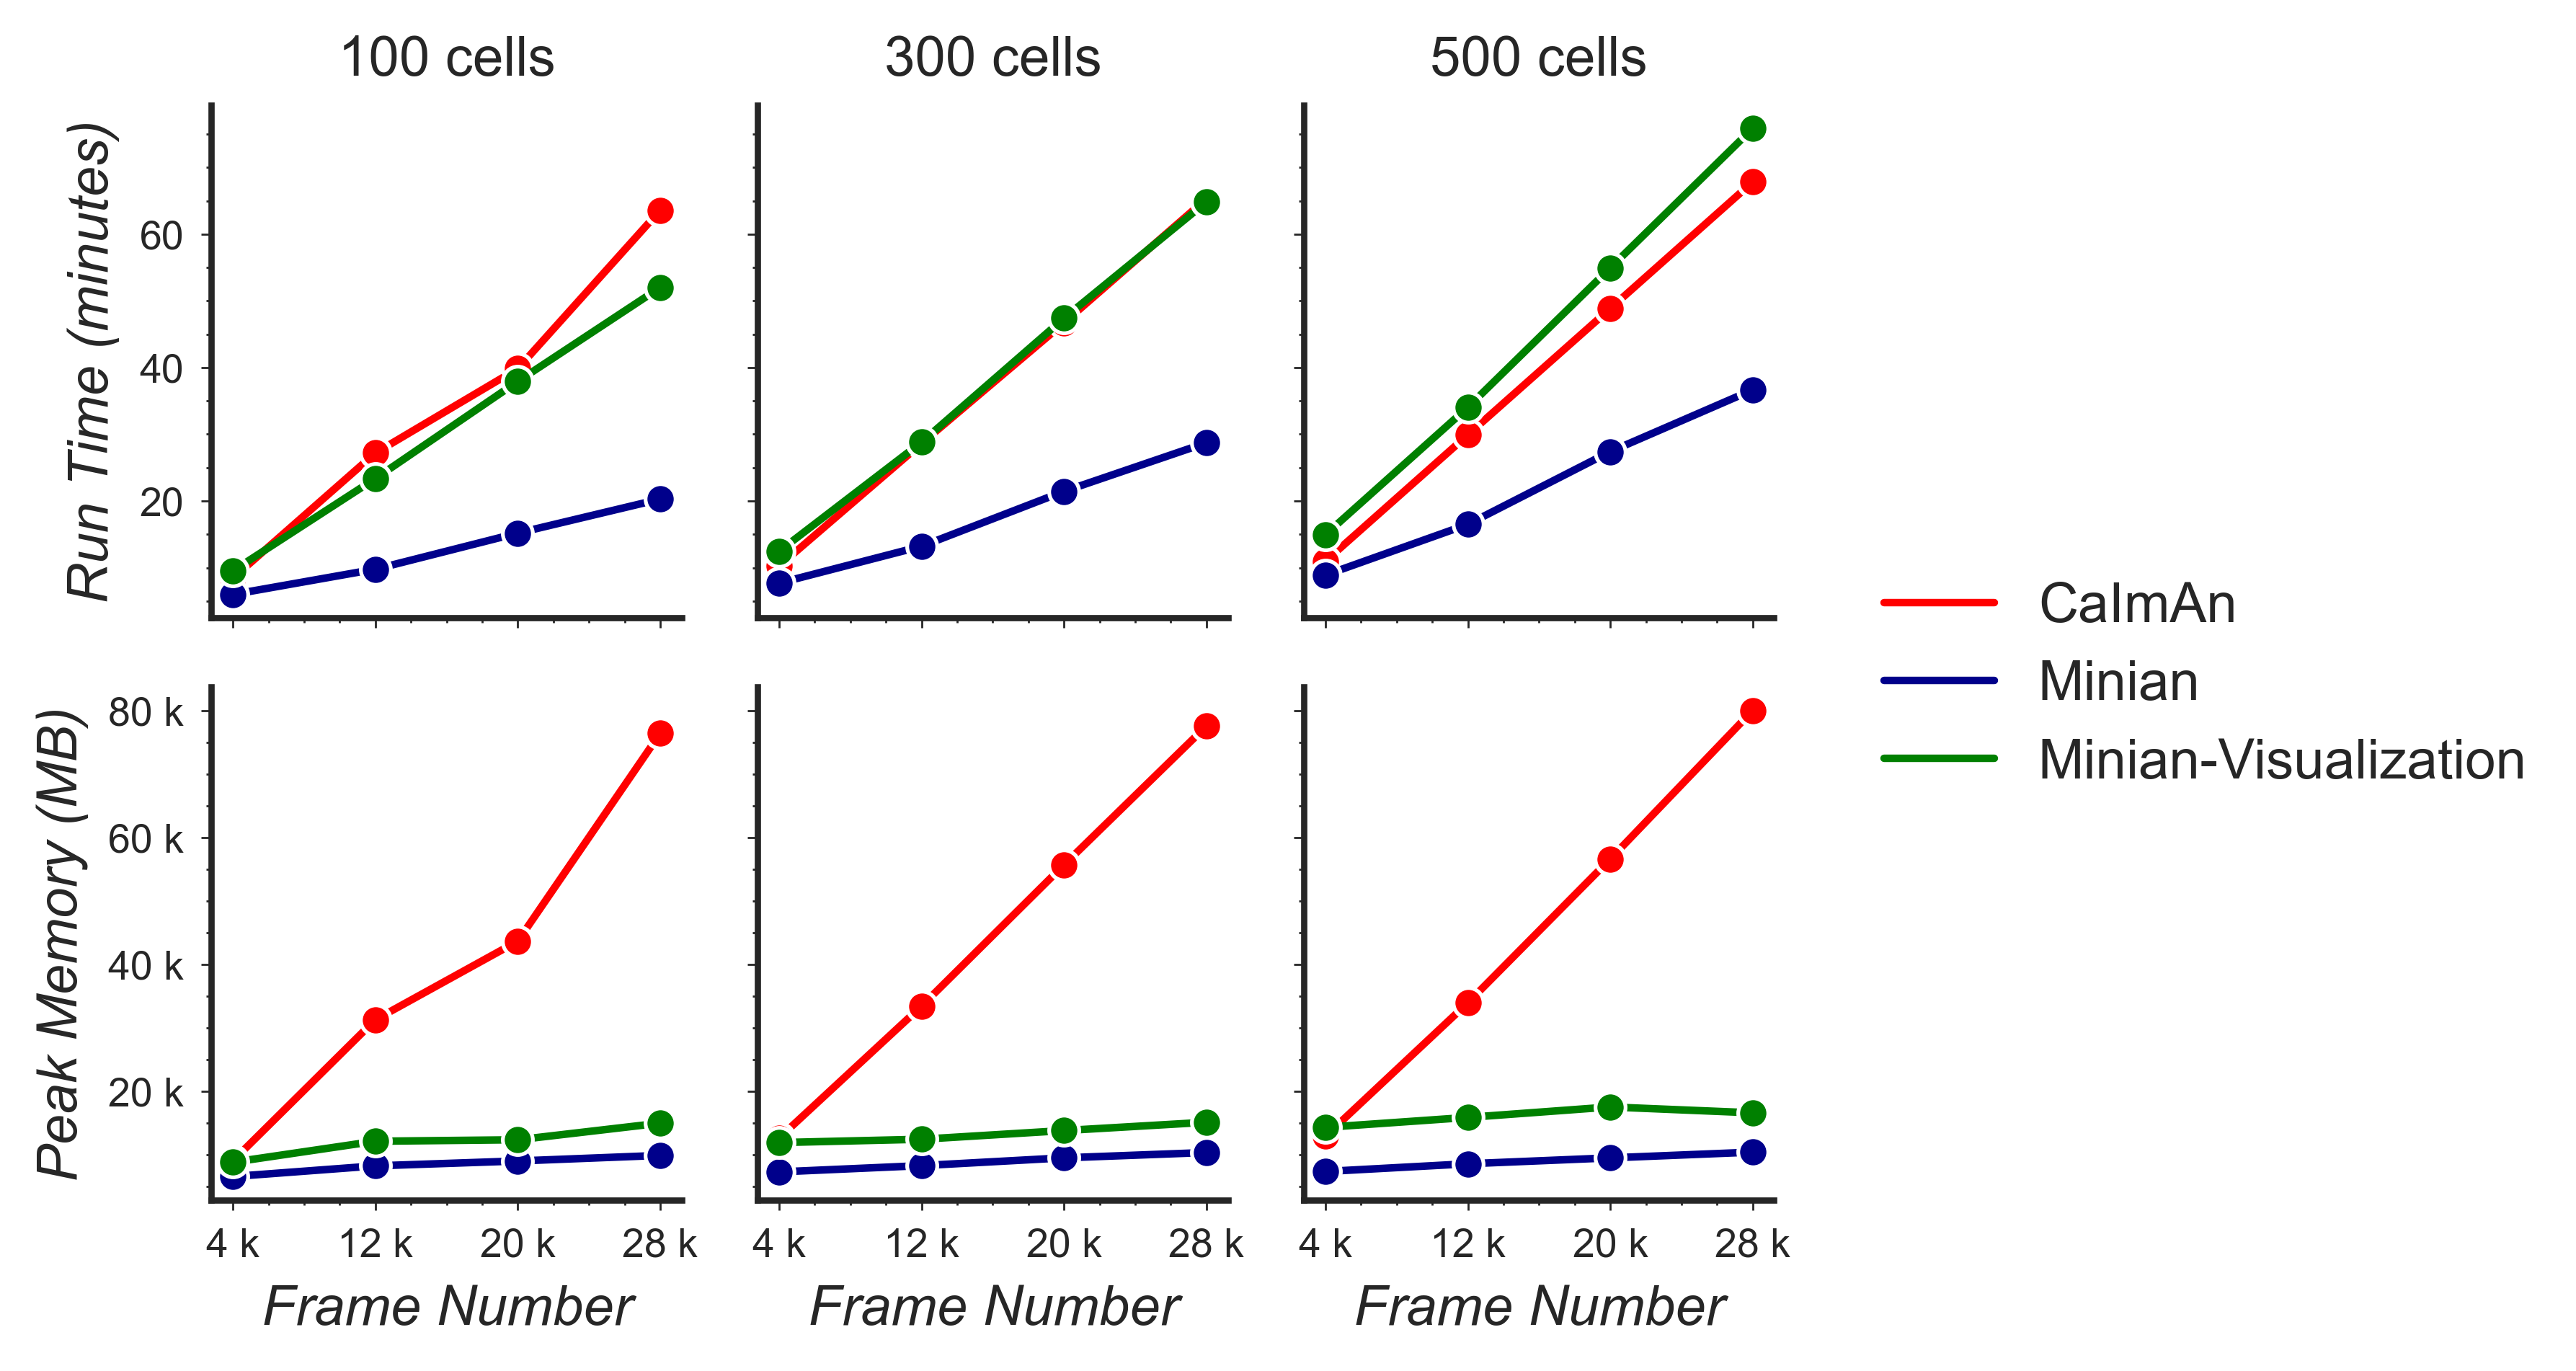 100 cells
300 cells
500 cells
Run Time (minutes)
60
40
20
CaImAn
Minian
Minian-Visualization
Peak Memory (MB)
80 k
60 k
40 k
20 k
4 k 12 k 20 k 28 k
4 k 12 k 20 k 28 k
4 k 12 k 20 k 28 k
Frame Number
Frame Number
Frame Number